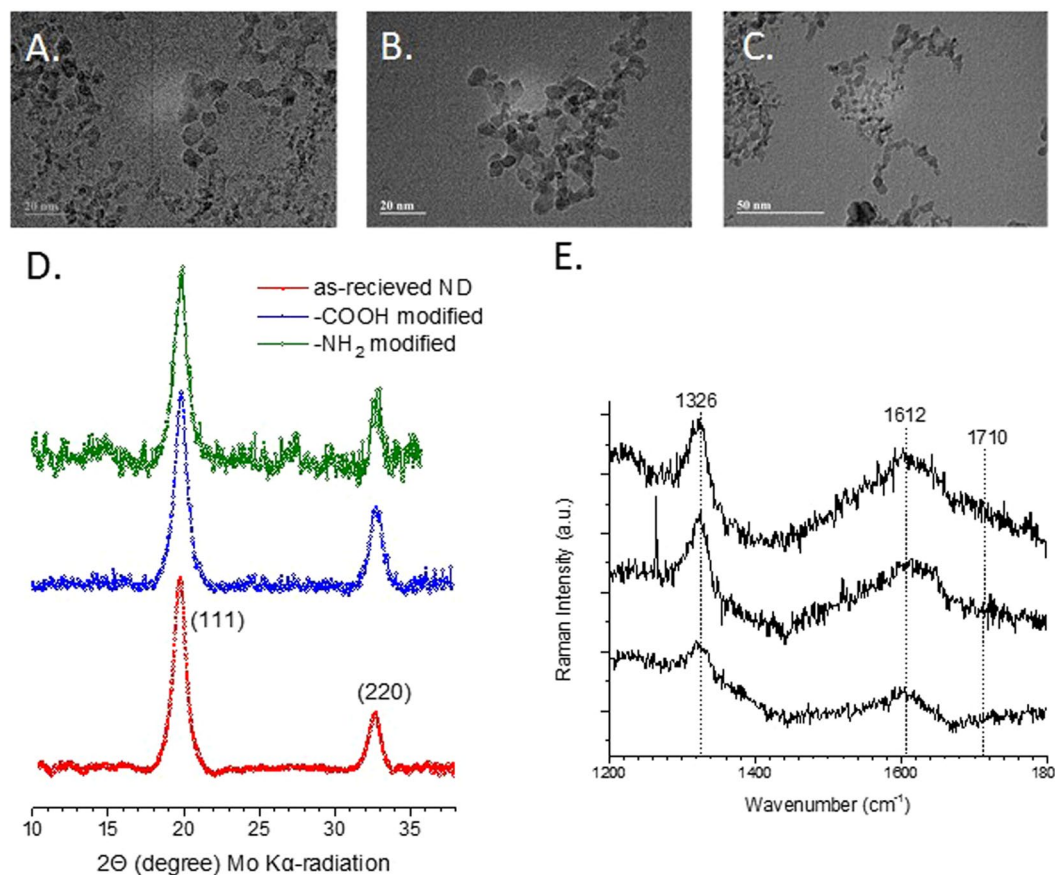 A.
B.
C.
20 nm
20 nm
50 nm
D.
as-recieved ND
-COOH modified
-NH₂ modified
(111)
(220)
10 15 20 25 30 35
2Θ (degree) Mo Kα-radiation
E.
1326
1612
1710
Raman Intensity (a.u.)
1200 1400 1600 180
Wavenumber (cm⁻¹)